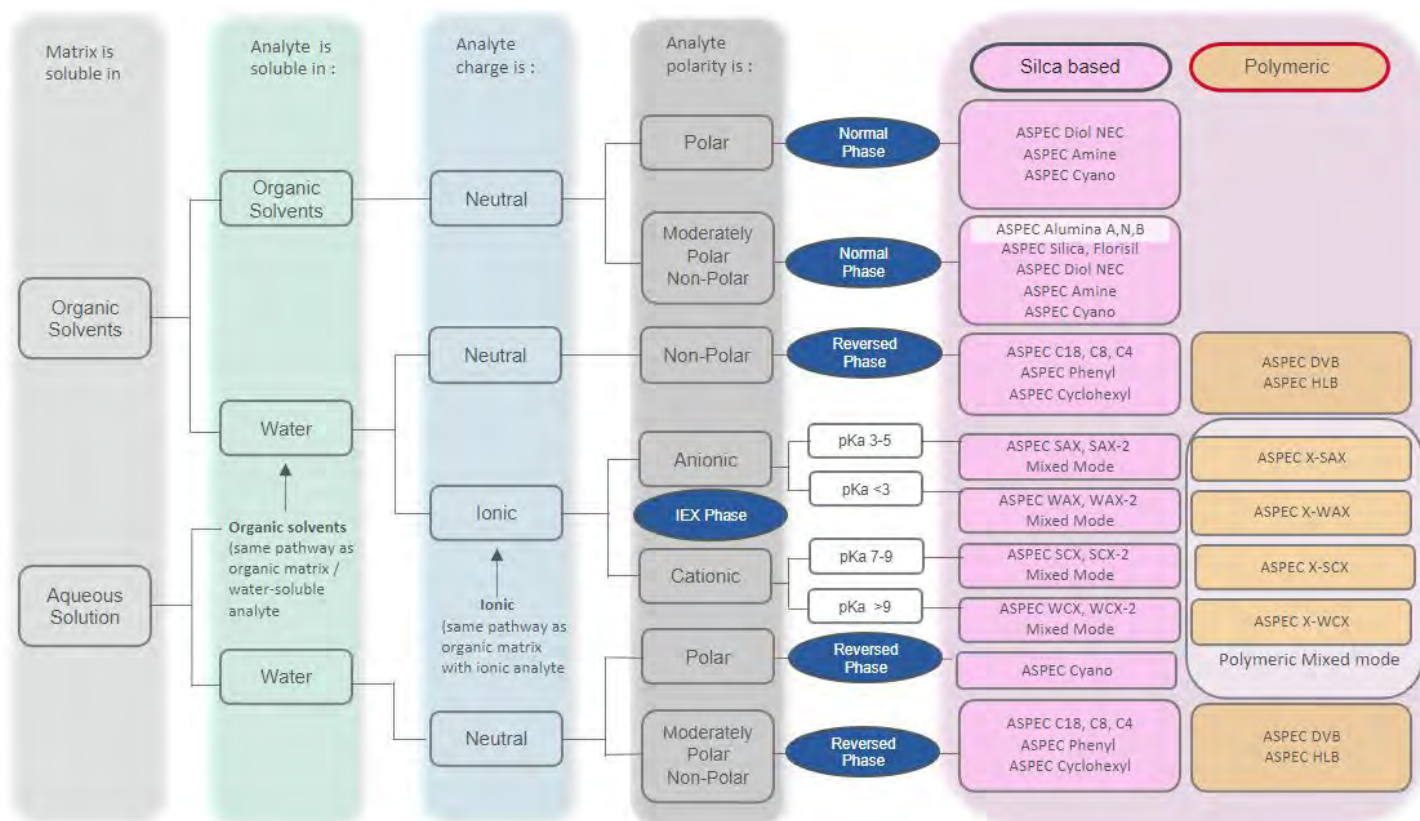 Matrix is
soluble in
Analyte is
soluble in :
Analyte
charge is :
Analyte
polarity is :
Silca based
Polymeric
Organic
Solvents
Aqueous
Solution
Organic
Solvents
Water
Organic solvents
(same pathway as
organic matrix /
water-soluble
analyte
Water
Neutral
Neutral
Ionic
Ionic
(same pathway as
organic matrix
with ionic analyte
Neutral
Polar
Normal
Phase
ASPEC Diol NEC
ASPEC Amine
ASPEC Cyano
Moderately
Polar
Non-Polar
Normal
Phase
ASPEC Alumina A,N,B
ASPEC Silica, Florisil
ASPEC Diol NEC
ASPEC Amine
ASPEC Cyano
Non-Polar
Reversed
Phase
ASPEC C18, C8, C4
ASPEC Phenyl
ASPEC Cyclohexyl
ASPEC DVB
ASPEC HLB
Anionic
IEX Phase
Cationic
pKa 3-5
ASPEC SAX, SAX-2
Mixed Mode
ASPEC X-SAX
pKa <3
ASPEC WAX, WAX-2
Mixed Mode
ASPEC X-WAX
pKa 7-9
ASPEC SCX, SCX-2
Mixed Mode
ASPEC X-SCX
pKa >9
ASPEC WCX, WCX-2
Mixed Mode
ASPEC X-WCX
Polymeric Mixed mode
Polar
Reversed
Phase
ASPEC Cyano
Moderately
Polar
Non-Polar
Reversed
Phase
ASPEC C18, C8, C4
ASPEC Phenyl
ASPEC Cyclohexyl
ASPEC DVB
ASPEC HLB